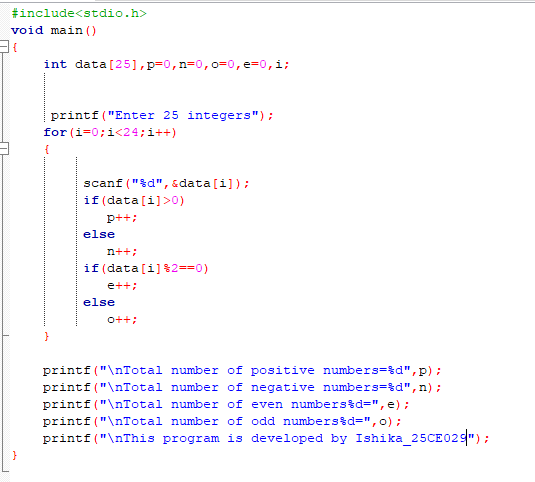 #include<stdio.h>
void main()
{
int data[25],p=0,n=0,o=0,e=0,i;
printf("Enter 25 integers");
for(i=0;i<24;i++)
{
scanf("%d",&data[i]);
if(data[i]>0)
p++;
else
n++;
if(data[i]%2==0)
e++;
else
o++;
}
printf("\nTotal number of positive numbers=%d",p);
printf("\nTotal number of negative numbers=%d",n);
printf("\nTotal number of even numbers%d=",e);
printf("\nTotal number of odd numbers%d=",o);
printf("\nThis program is developed by Ishika_25CE029");
}